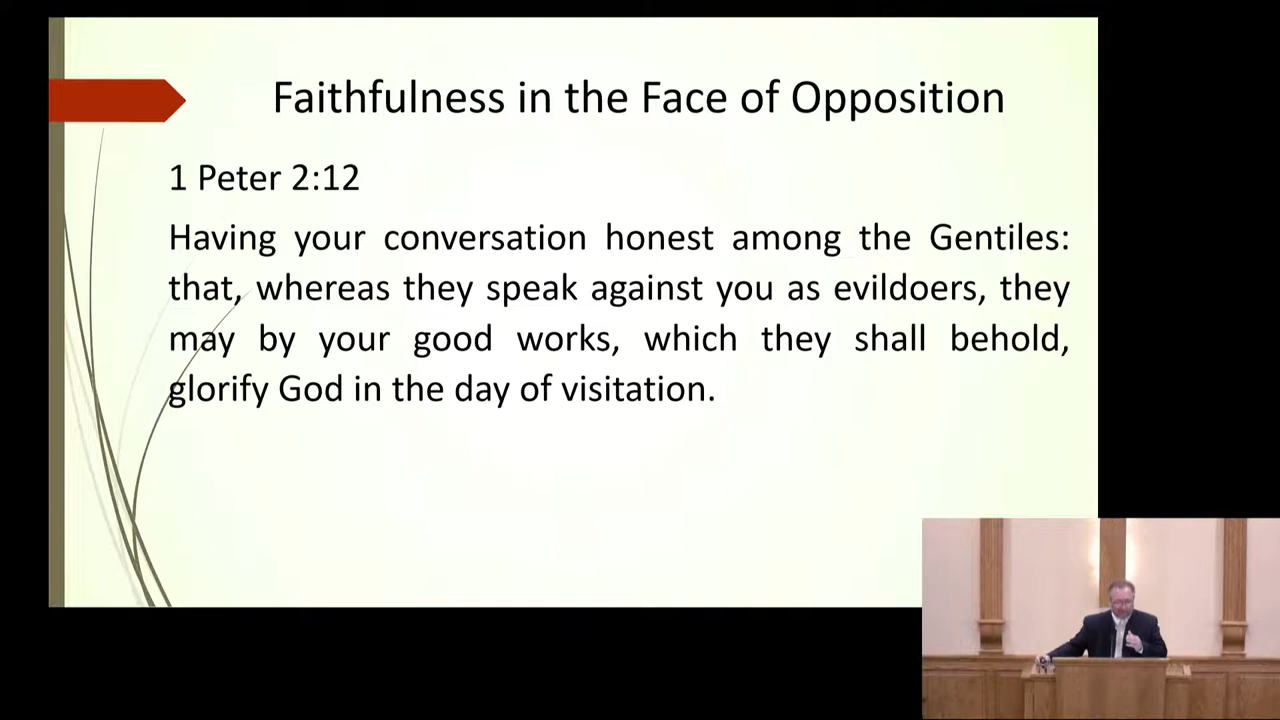 Faithfulness in the Face of Opposition
1 Peter 2:12
Having your conversation honest among the Gentiles:
that, whereas they speak against you as evildoers, they
may by your good works, which they shall behold,
glorify God in the day of visitation.